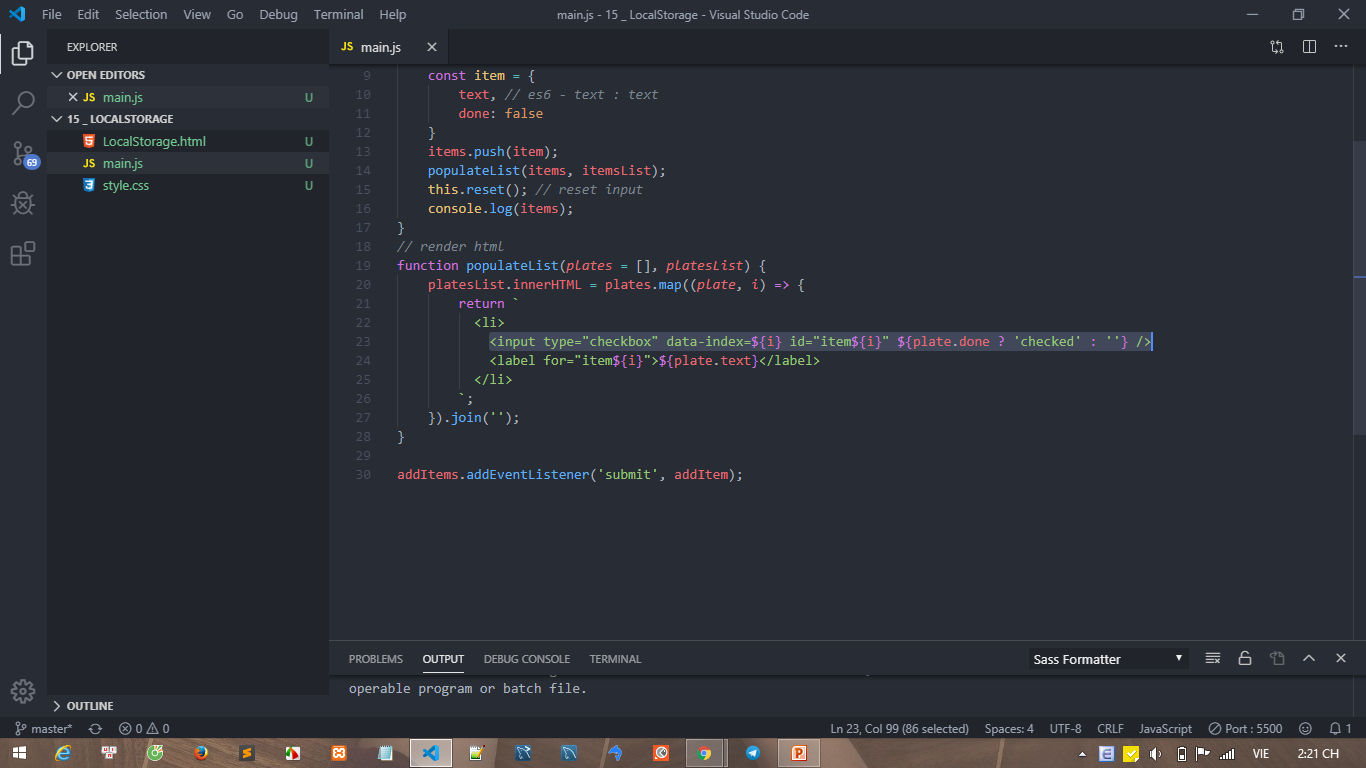 File Edit Selection View Go Debug Terminal Help main.js - 15 _ LocalStorage - Visual Studio Code
EXPLORER
OPEN EDITORS
JS main.js U
15 _ LOCALSTORAGE
LocalStorage.html U
JS main.js U
style.css U
69
OUTLINE
JS main.js
9 const item = {
10 text, // es6 - text : text
11 done: false
12 }
13 items.push(item);
14 populateList(items, itemsList);
15 this.reset(); // reset input
16 console.log(items);
17 }
18 // render html
19 function populateList(plates = [], platesList) {
20 platesList.innerHTML = plates.map((plate, i) => {
21 return `
22 <li>
23 <input type="checkbox" data-index=${i} id="item${i}" ${plate.done ? 'checked' : ''} />
24 <label for="item${i}">${plate.text}</label>
25 </li>
26 `;
27 }).join('');
28 }
29
30 addItems.addEventListener('submit', addItem);
PROBLEMS OUTPUT DEBUG CONSOLE TERMINAL Sass Formatter
operable program or batch file.
master* 0 0 Ln 23, Col 99 (86 selected) Spaces: 4 UTF-8 CRLF JavaScript Port : 5500 1
VIE 2:21 CH